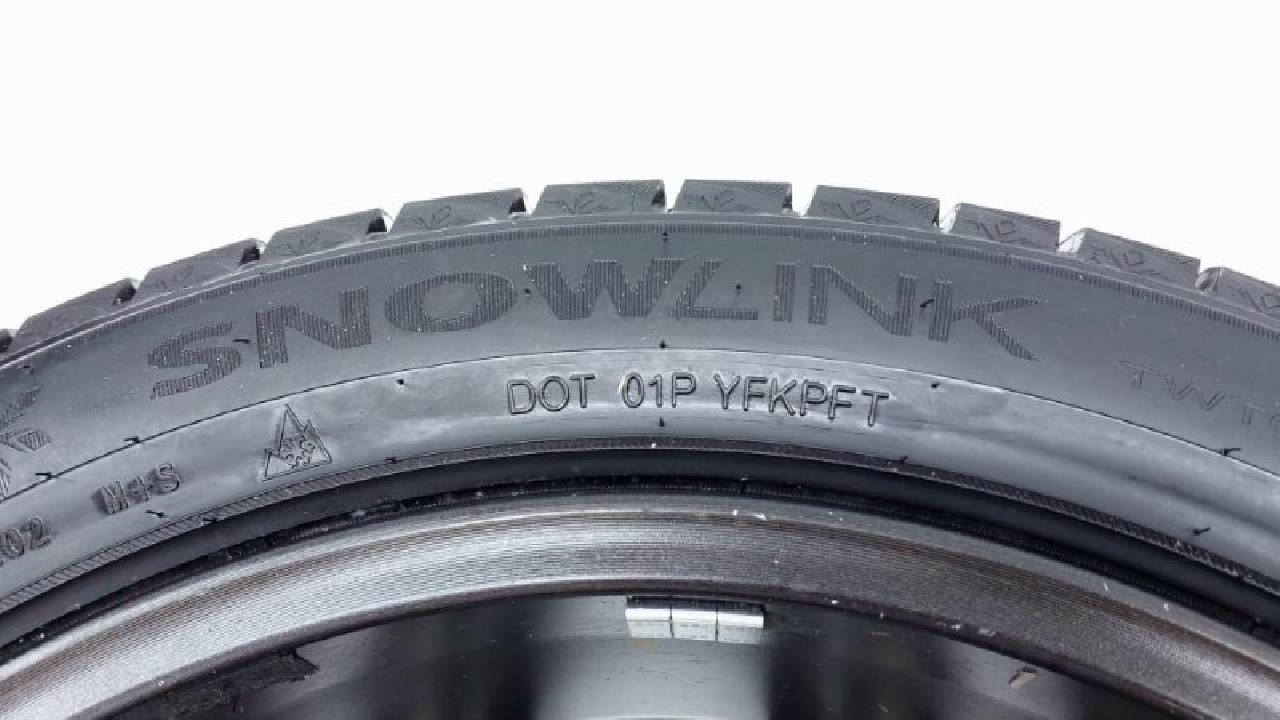 SNOWLINK
DOT 01P YFKPFT
M+S